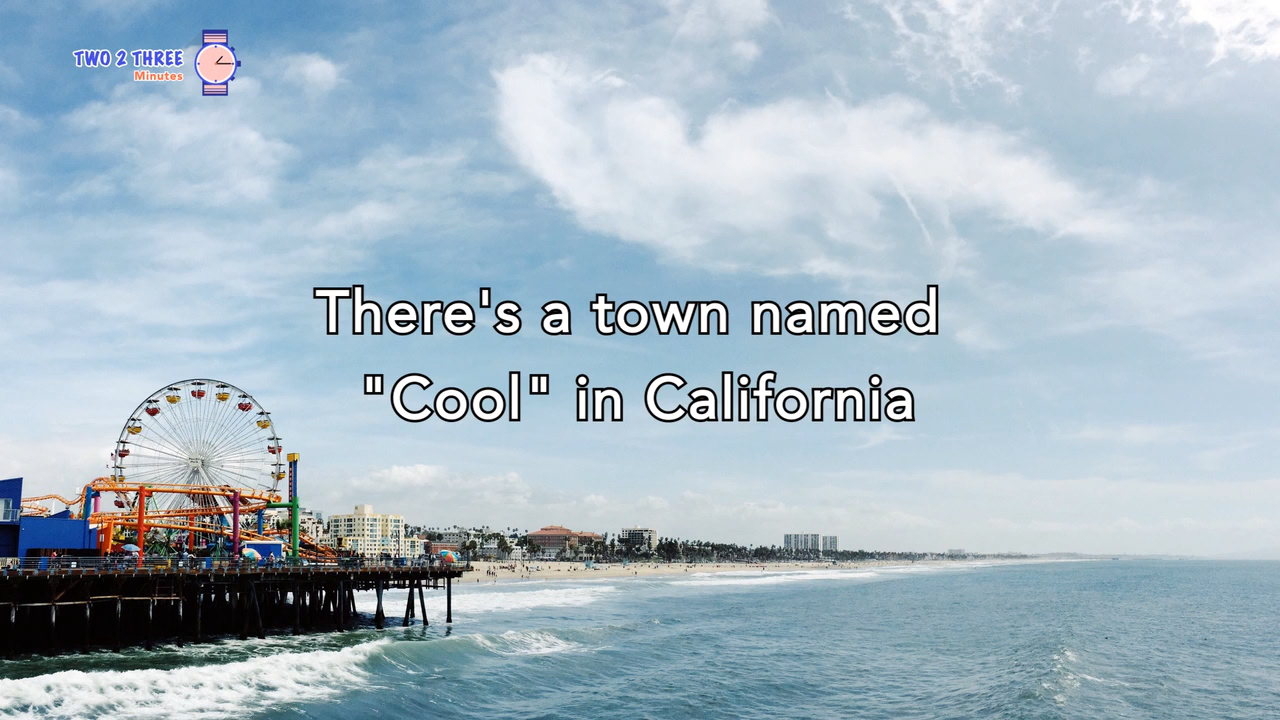 TWO 2 THREE
Minutes
There's a town named
"Cool" in California